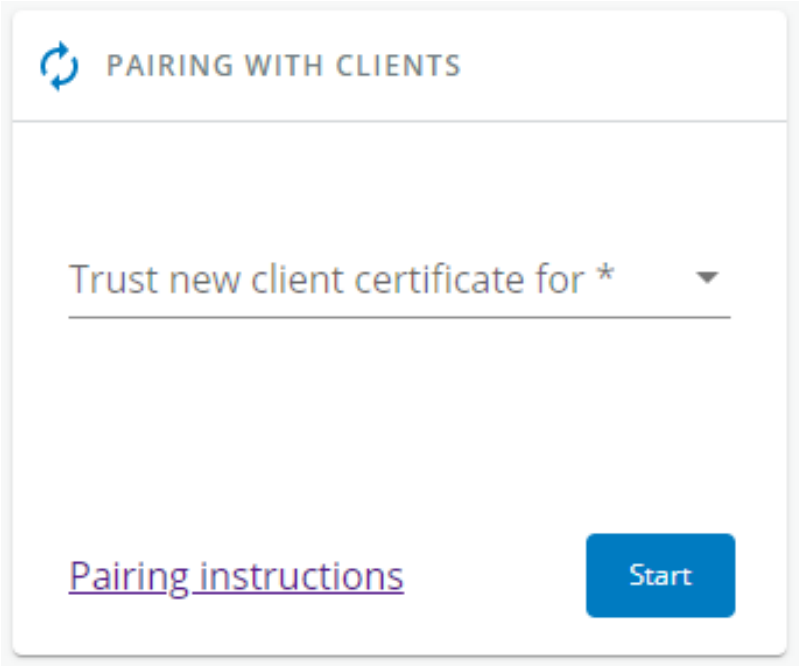 PAIRING WITH CLIENTS
Trust new client certificate for *
Pairing instructions
Start